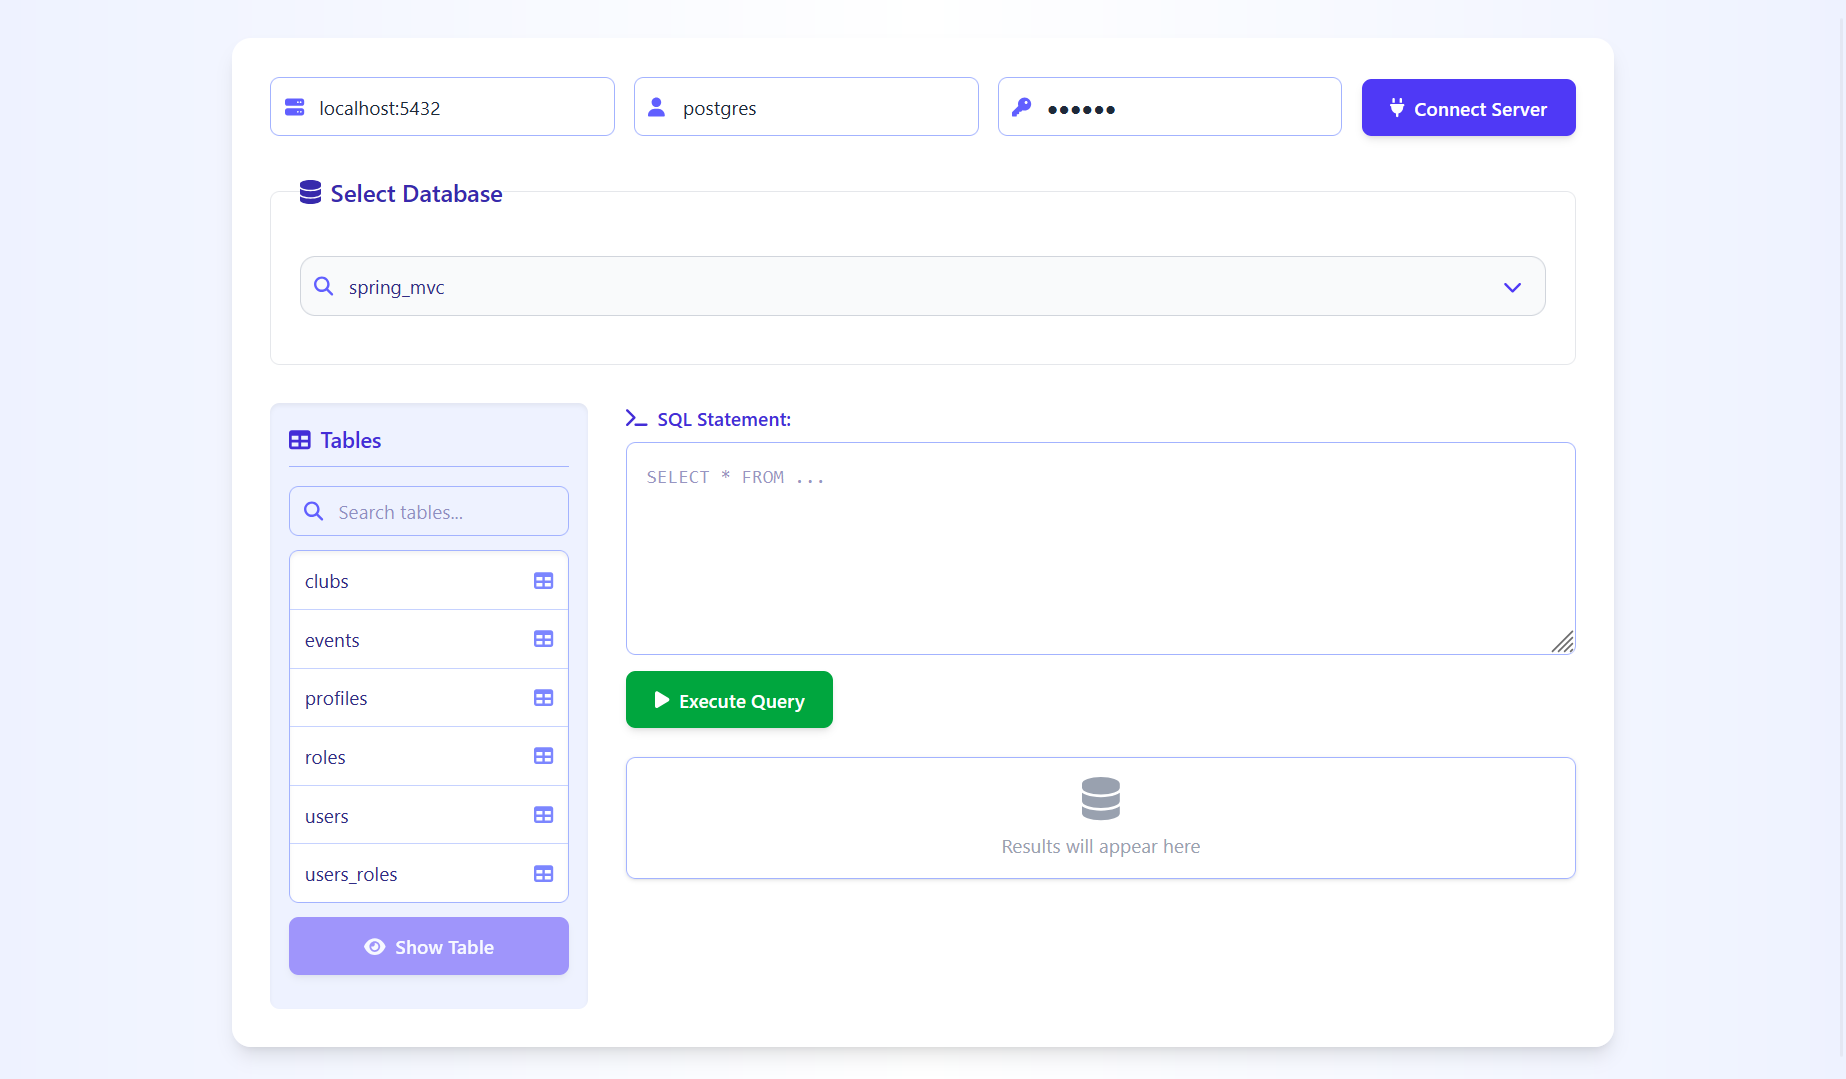 localhost:5432
postgres
••••••
Connect Server
Select Database
spring_mvc
Tables
Search tables...
clubs
events
profiles
roles
users
users_roles
Show Table
SQL Statement:
SELECT * FROM ...
Execute Query
Results will appear here